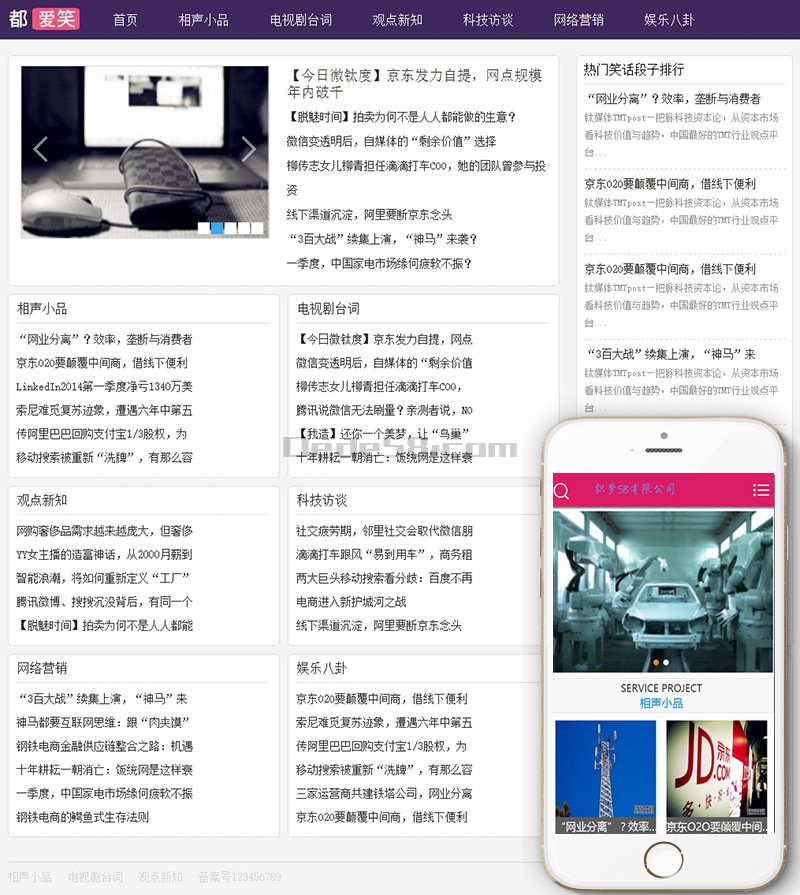 都 爱笑
首页 相声小品 电视剧台词 观点新知 科技访谈 网络营销 娱乐八卦
【今日微钛度】京东发力自提，网点规模
年内破千
【脱魅时间】拍卖为何不是人人都能做的生意？
微信变透明后，自媒体的“剩余价值”选择
柳传志女儿柳青担任滴滴打车COO，她的团队曾参与投
资
线下渠道沉淀，阿里要断京东念头
“3百大战”续集上演，“神马”来袭？
一季度，中国家电市场缘何疲软不振？
热门笑话段子排行
“网业分离”？效率，垄断与消费者
钛媒体TMTpost—把脉科技资本论，从资本市场
看科技价值与趋势，中国最好的TMT行业观点平
台...
京东O2O要颠覆中间商，借线下便利
钛媒体TMTpost—把脉科技资本论，从资本市场
看科技价值与趋势，中国最好的TMT行业观点平
台...
京东O2O要颠覆中间商，借线下便利
钛媒体TMTpost—把脉科技资本论，从资本市场
看科技价值与趋势，中国最好的TMT行业观点平
台...
“3百大战”续集上演，“神马”来
钛媒体TMTpost—把脉科技资本论，从资本市场
看科技价值与趋势，中国最好的TMT行业观点平
台...
相声小品
“网业分离”？效率，垄断与消费者
京东O2O要颠覆中间商，借线下便利
LinkedIn2014第一季度净亏1340万美
索尼难觅复苏迹象，遭遇六年中第五
传阿里巴巴回购支付宝1/3股权，为
移动搜索被重新“洗牌”，有那么容
电视剧台词
【今日微钛度】京东发力自提，网点
微信变透明后，自媒体的“剩余价值
柳传志女儿柳青担任滴滴打车COO，
腾讯说微信无法刷量？亲测者说，NO
【我造】还你一个美梦，让“鸟巢”
十年耕耘一朝消亡：饭统网是这样衰
Dede58.com
观点新知
网购奢侈品需求越来越庞大，但奢侈
YY女主播的造富神话，从2000月薪到
智能浪潮，将如何重新定义“工厂”
腾讯微博、搜搜沉没背后，有同一个
【脱魅时间】拍卖为何不是人人都能
科技访谈
社交疲劳期，邻里社交会取代微信朋
滴滴打车跟风“易到用车”，商务租
两大巨头移动搜索看分歧：百度不再
电商进入新护城河之战
线下渠道沉淀，阿里要断京东念头
网络营销
“3百大战”续集上演，“神马”来
神马都要互联网思维：跟“肉夹馍”
钢铁电商金融供应链整合之路：机遇
十年耕耘一朝消亡：饭统网是这样衰
一季度，中国家电市场缘何疲软不振
钢铁电商的鳄鱼式生存法则
娱乐八卦
京东O2O要颠覆中间商，借线下便利
索尼难觅复苏迹象，遭遇六年中第五
传阿里巴巴回购支付宝1/3股权，为
移动搜索被重新“洗牌”，有那么容
三家运营商共建铁塔公司，网业分离
京东O2O要颠覆中间商，借线下便利
织梦58有限公司
SERVICE PROJECT
相声小品
JD 京东
.COM
“网业分离”？效率...
京东O2O要颠覆中间...
相声小品 电视剧台词 观点新知 备案号123456789